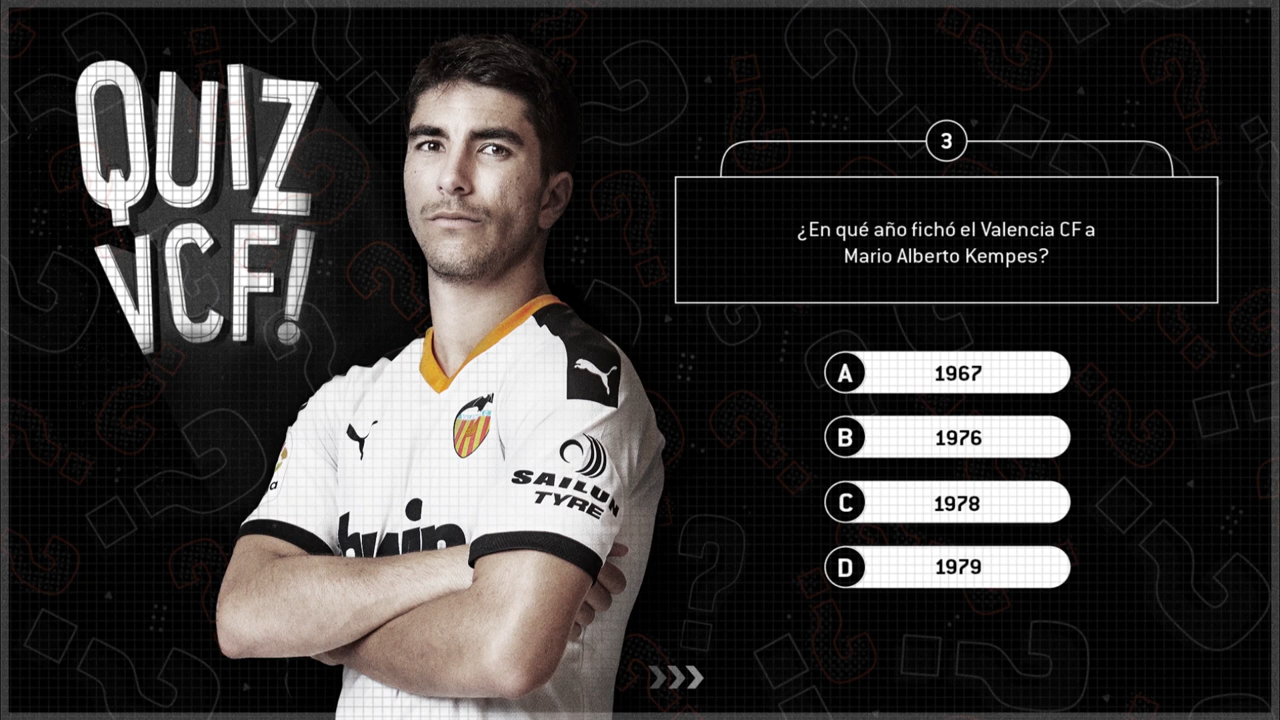 QUIZ
VCF!
3
¿En qué año fichó el Valencia CF a
Mario Alberto Kempes?
A 1967
B 1976
C 1978
D 1979
SAILUN
TYRE
bwin
a